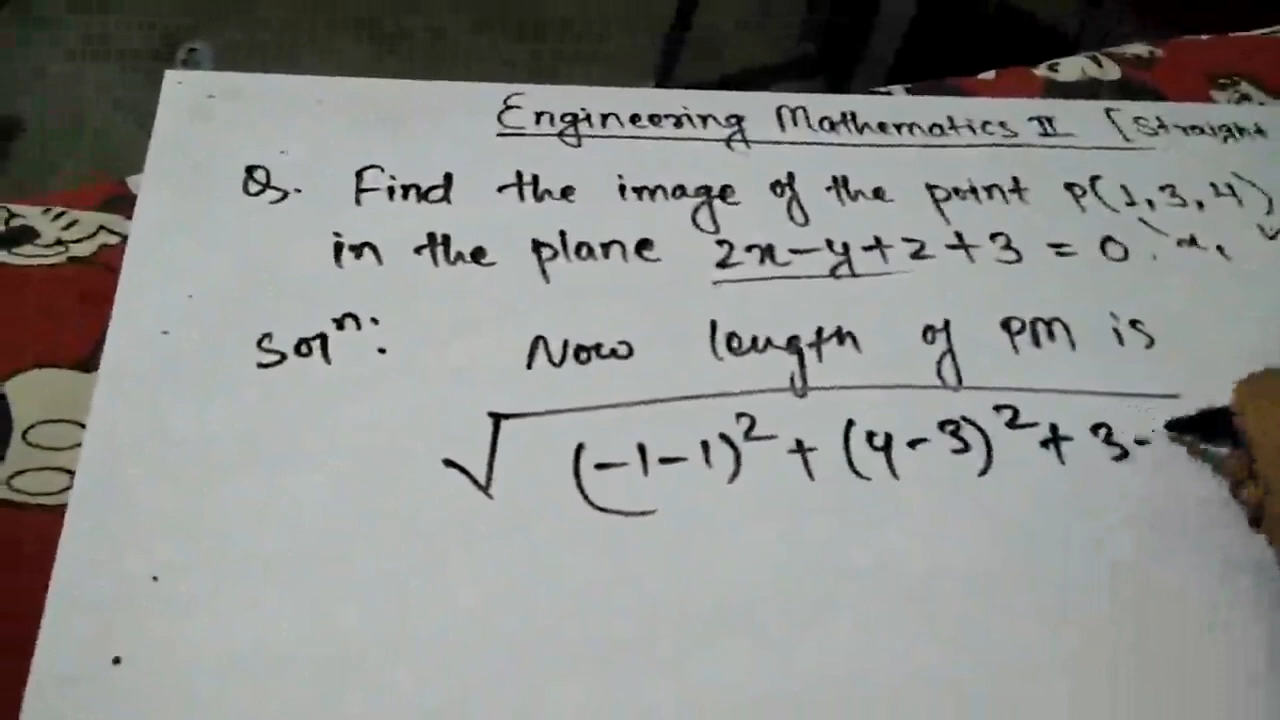 Engineering Mathematics II [Straight
Q. Find the image of the point P(1,3,4)
in the plane 2x-y+z+3 = 0.
Solⁿ: Now length of PM is
√(-1-1)² + (4-3)² + 3-